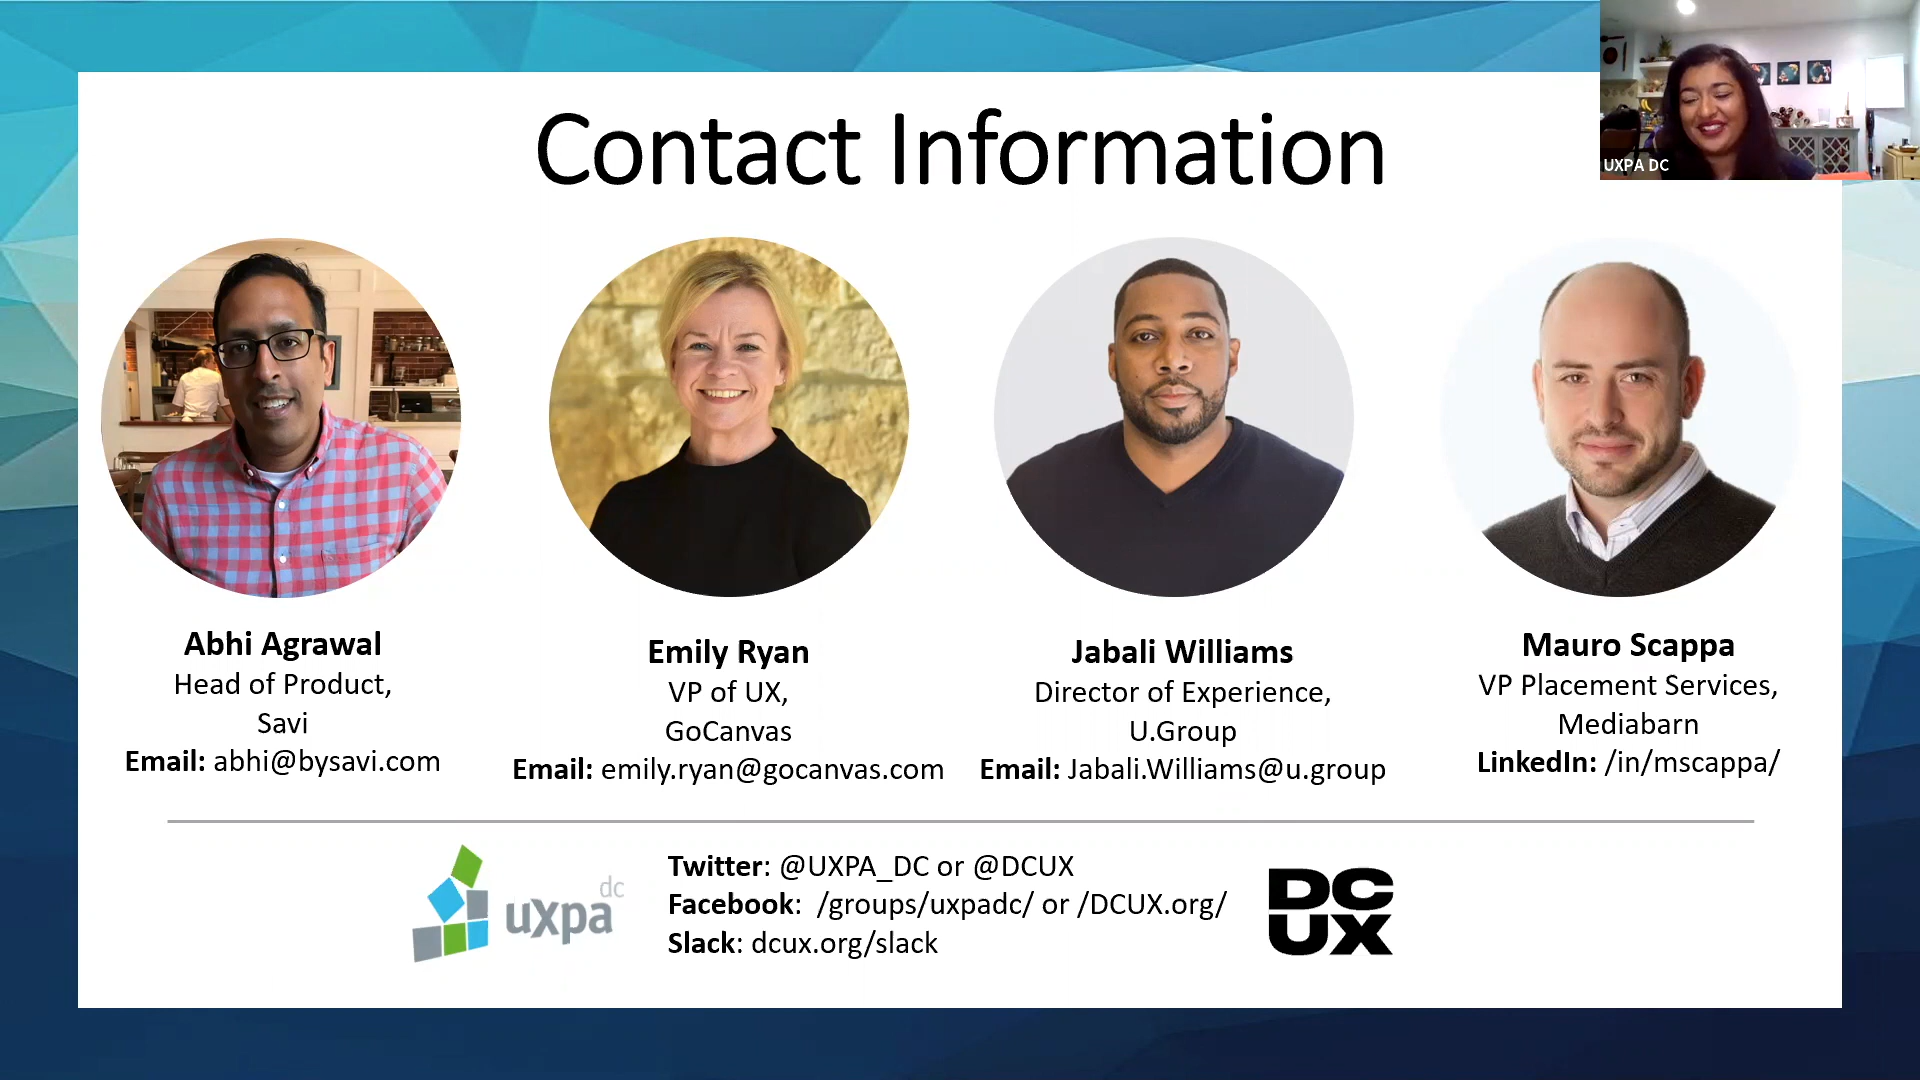 Contact Information
UXPA DC
Abhi Agrawal
Head of Product,
Savi
Email: abhi@bysavi.com
Emily Ryan
VP of UX,
GoCanvas
Email: emily.ryan@gocanvas.com
Jabali Williams
Director of Experience,
U.Group
Email: Jabali.Williams@u.group
Mauro Scappa
VP Placement Services,
Mediabarn
LinkedIn: /in/mscappa/
uxpa dc
Twitter: @UXPA_DC or @DCUX
Facebook:  /groups/uxpadc/ or /DCUX.org/
Slack: dcux.org/slack
DC
UX